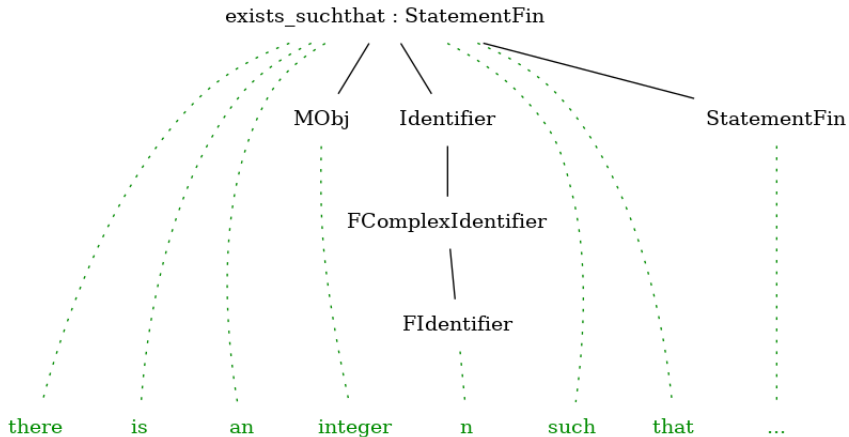 exists_suchthat : StatementFin
MObj Identifier StatementFin
FComplexIdentifier
FIdentifier
there is an integer n such that ...